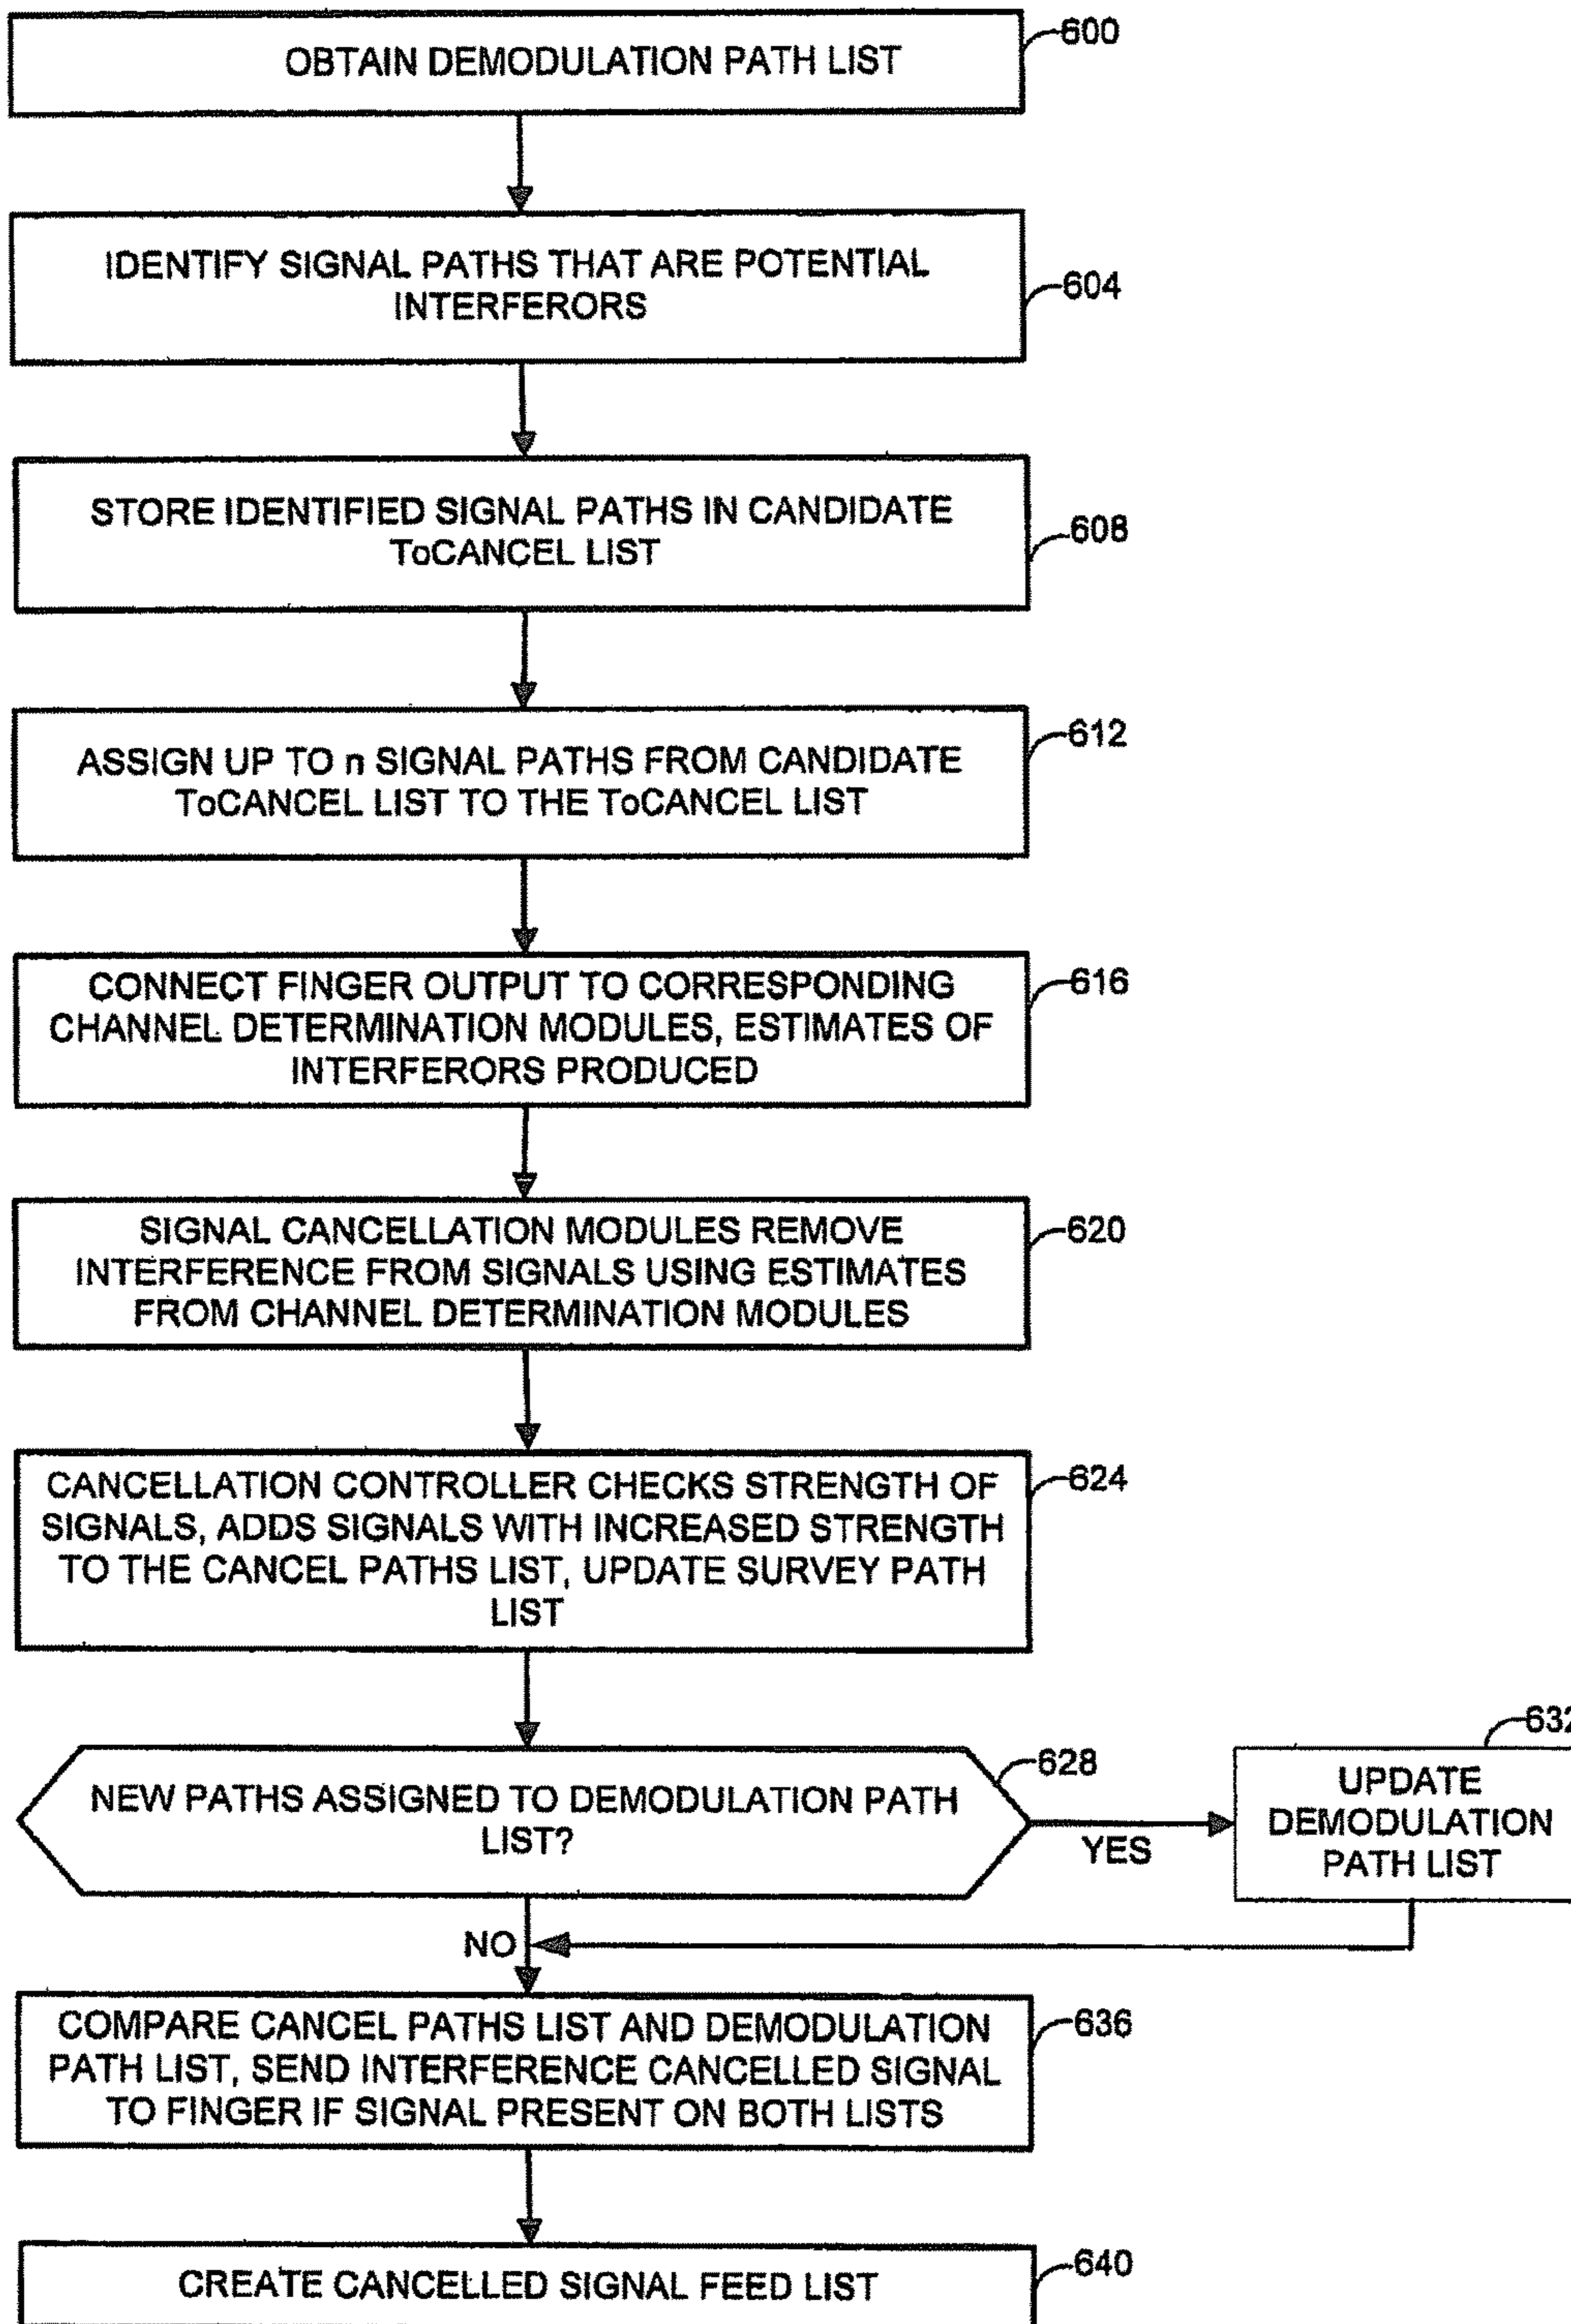 OBTAIN DEMODULATION PATH LIST
600
IDENTIFY SIGNAL PATHS THAT ARE POTENTIAL
INTERFERORS
604
STORE IDENTIFIED SIGNAL PATHS IN CANDIDATE
ToCANCEL LIST
608
ASSIGN UP TO n SIGNAL PATHS FROM CANDIDATE
ToCANCEL LIST TO THE ToCANCEL LIST
612
CONNECT FINGER OUTPUT TO CORRESPONDING
CHANNEL DETERMINATION MODULES, ESTIMATES OF
INTERFERORS PRODUCED
616
SIGNAL CANCELLATION MODULES REMOVE
INTERFERENCE FROM SIGNALS USING ESTIMATES
FROM CHANNEL DETERMINATION MODULES
620
CANCELLATION CONTROLLER CHECKS STRENGTH OF
SIGNALS, ADDS SIGNALS WITH INCREASED STRENGTH
TO THE CANCEL PATHS LIST, UPDATE SURVEY PATH
LIST
624
NEW PATHS ASSIGNED TO DEMODULATION PATH
LIST?
628
YES
632
UPDATE
DEMODULATION
PATH LIST
NO
COMPARE CANCEL PATHS LIST AND DEMODULATION
PATH LIST, SEND INTERFERENCE CANCELLED SIGNAL
TO FINGER IF SIGNAL PRESENT ON BOTH LISTS
636
CREATE CANCELLED SIGNAL FEED LIST
640